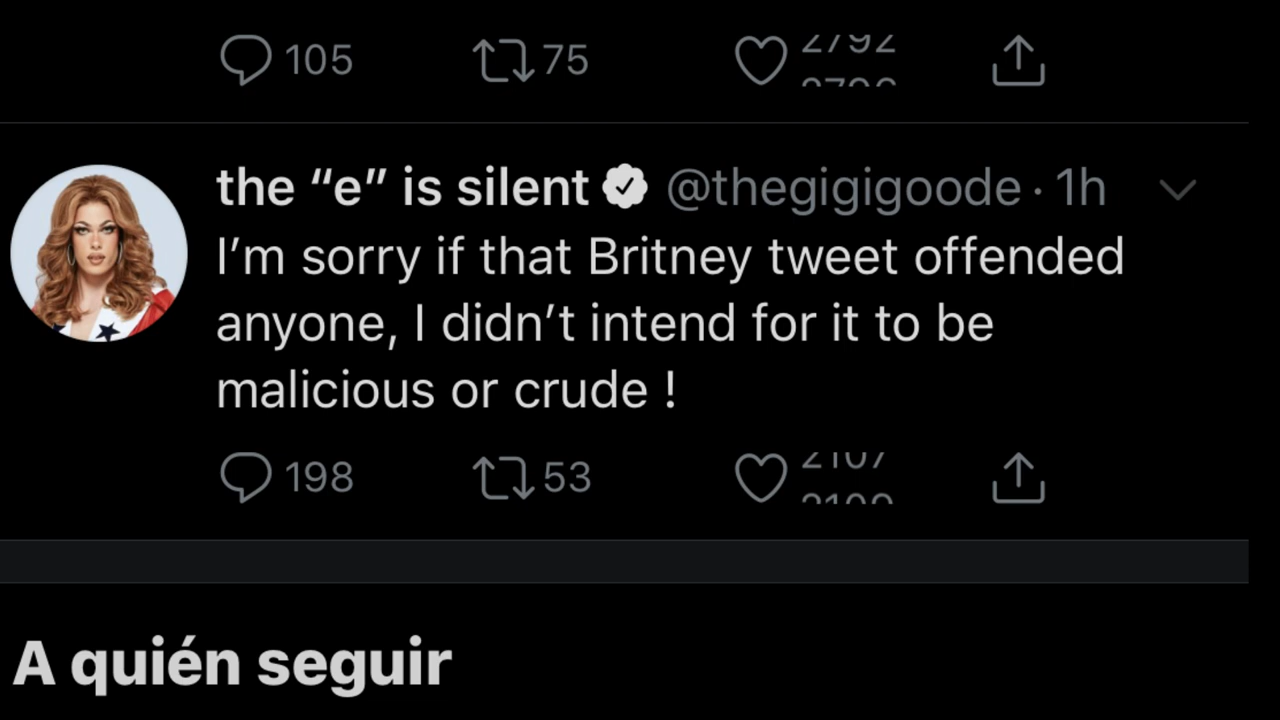 105 75
the “e” is silent @thegigigoode · 1h
I’m sorry if that Britney tweet offended
anyone, I didn’t intend for it to be
malicious or crude !
198 53
A quién seguir